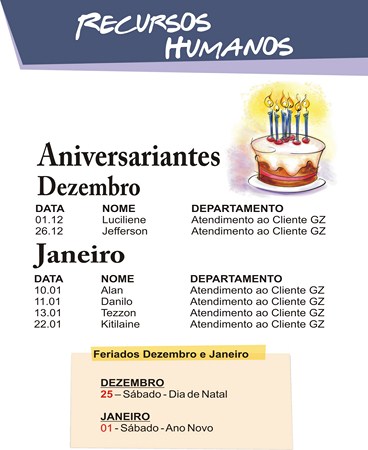 RECURSOS
HUMANOS
Aniversariantes
Dezembro
DATA NOME DEPARTAMENTO
01.12 Luciliene Atendimento ao Cliente GZ
26.12 Jefferson Atendimento ao Cliente GZ
Janeiro
DATA NOME DEPARTAMENTO
10.01 Alan Atendimento ao Cliente GZ
11.01 Danilo Atendimento ao Cliente GZ
13.01 Tezzon Atendimento ao Cliente GZ
22.01 Kitilaine Atendimento ao Cliente GZ
Feriados Dezembro e Janeiro
DEZEMBRO
25 – Sábado - Dia de Natal
JANEIRO
01 - Sábado - Ano Novo